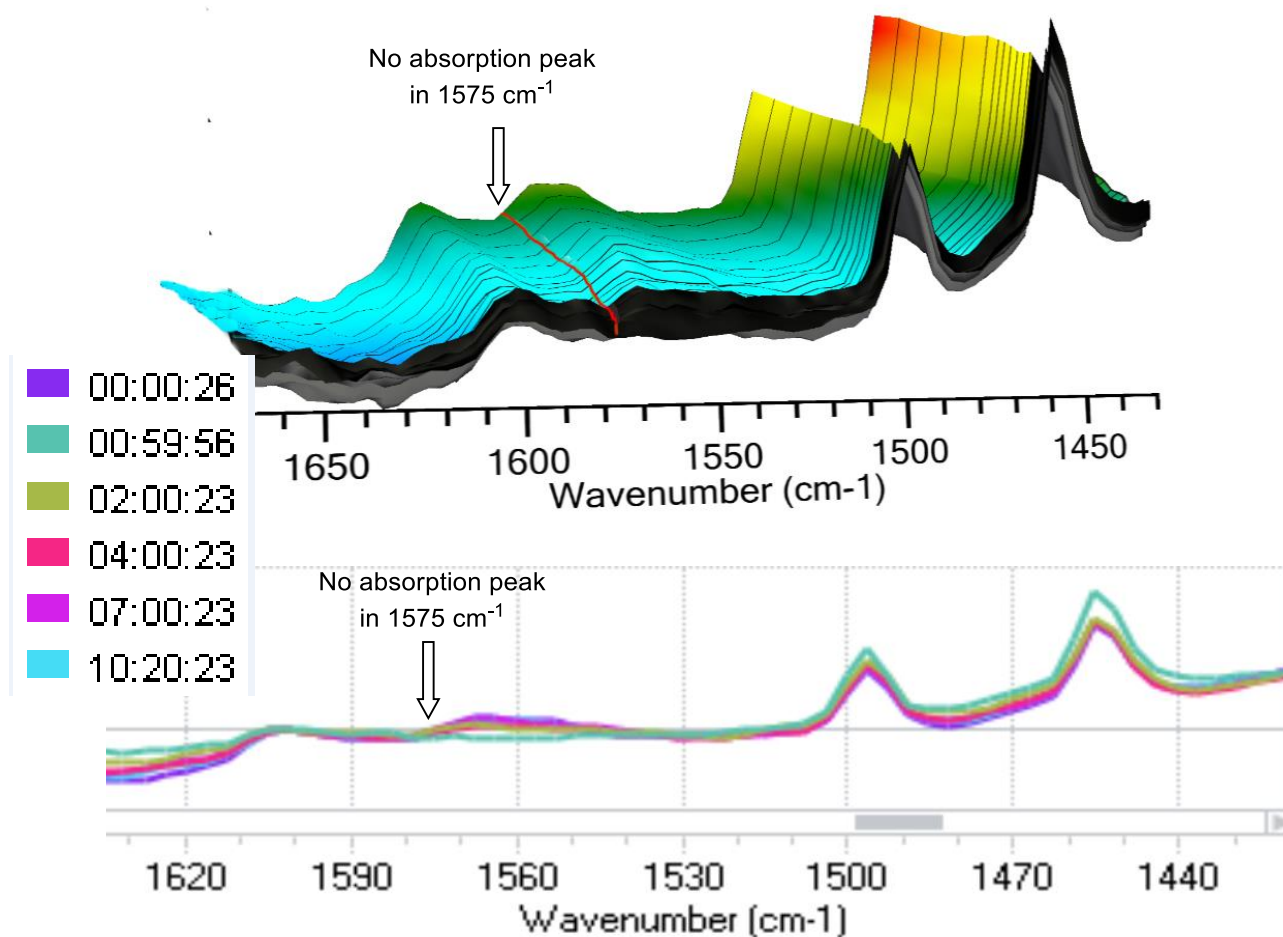 No absorption peak
in 1575 cm-1
1650 1600 1550 1500 1450
Wavenumber (cm-1)
00:00:26
00:59:56
02:00:23
04:00:23
07:00:23
10:20:23
No absorption peak
in 1575 cm-1
1620 1590 1560 1530 1500 1470 1440
Wavenumber (cm-1)